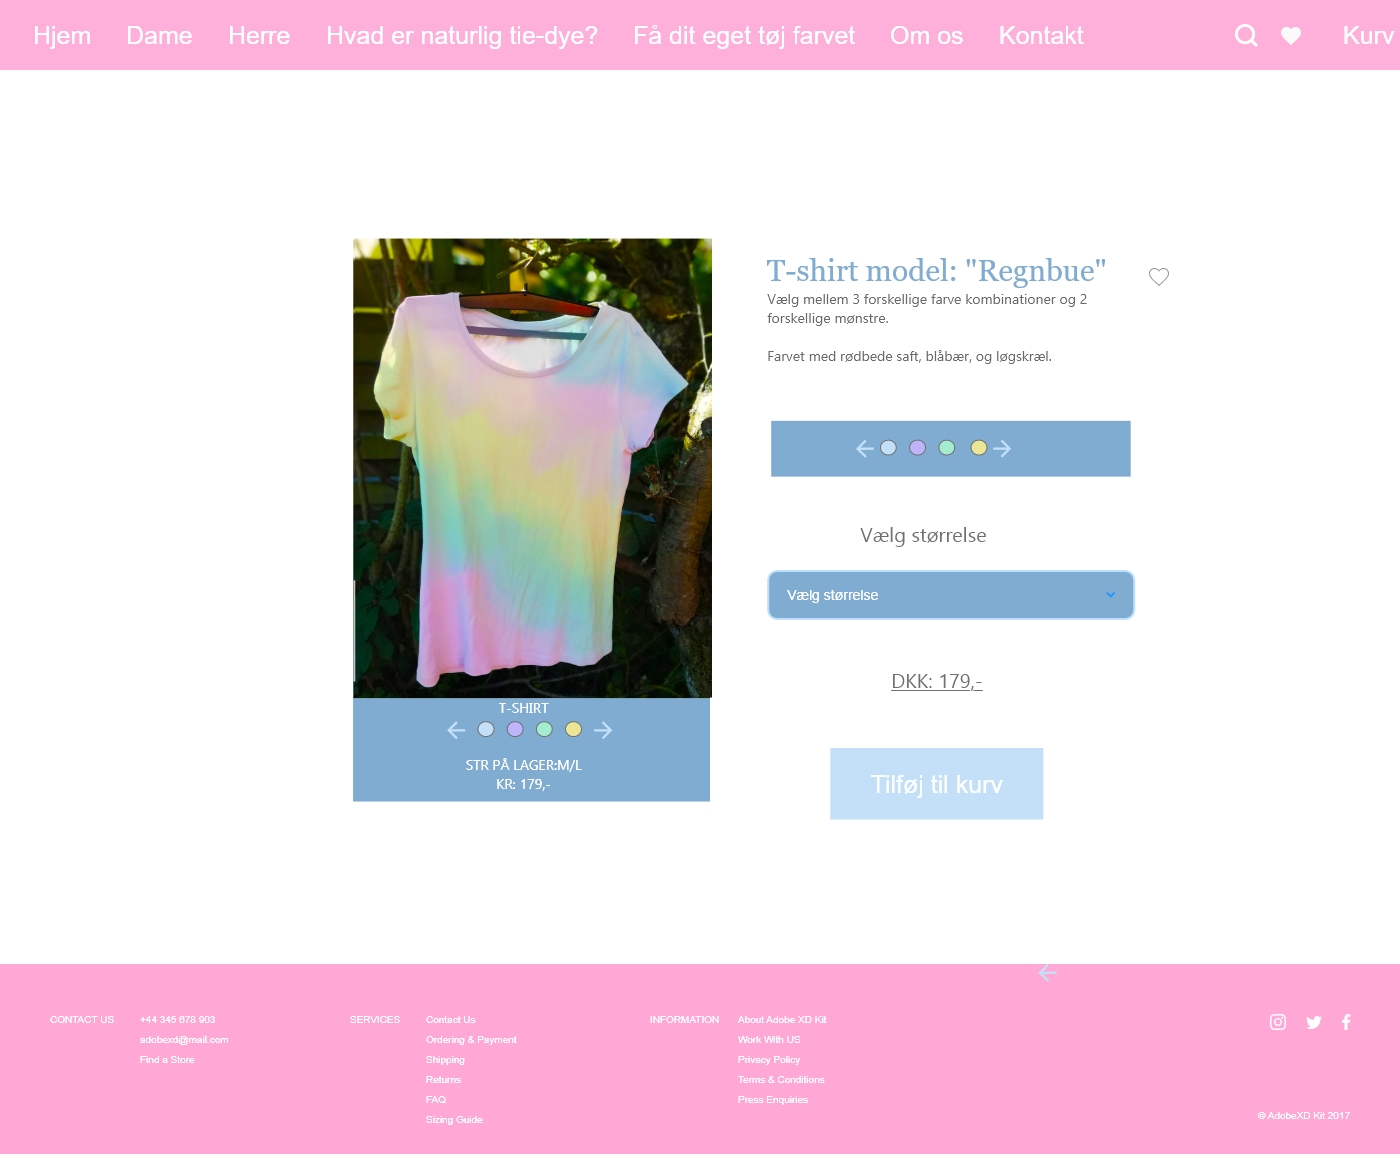 Hjem Dame Herre Hvad er naturlig tie-dye? Få dit eget tøj farvet Om os Kontakt Kurv
T-shirt model: "Regnbue"
Vælg mellem 3 forskellige farve kombinationer og 2
forskellige mønstre.
Farvet med rødbede saft, blåbær, og løgskræl.
Vælg størrelse
Vælg størrelse
DKK: 179,-
Tilføj til kurv
T-SHIRT
STR PÅ LAGER:M/L
KR: 179,-
CONTACT US
+44 345 678 903
adobexd@mail.com
Find a Store
SERVICES
Contact Us
Ordering & Payment
Shipping
Returns
FAQ
Sizing Guide
INFORMATION
About Adobe XD Kit
Work With US
Privacy Policy
Terms & Conditions
Press Enquiries
© AdobeXD Kit 2017